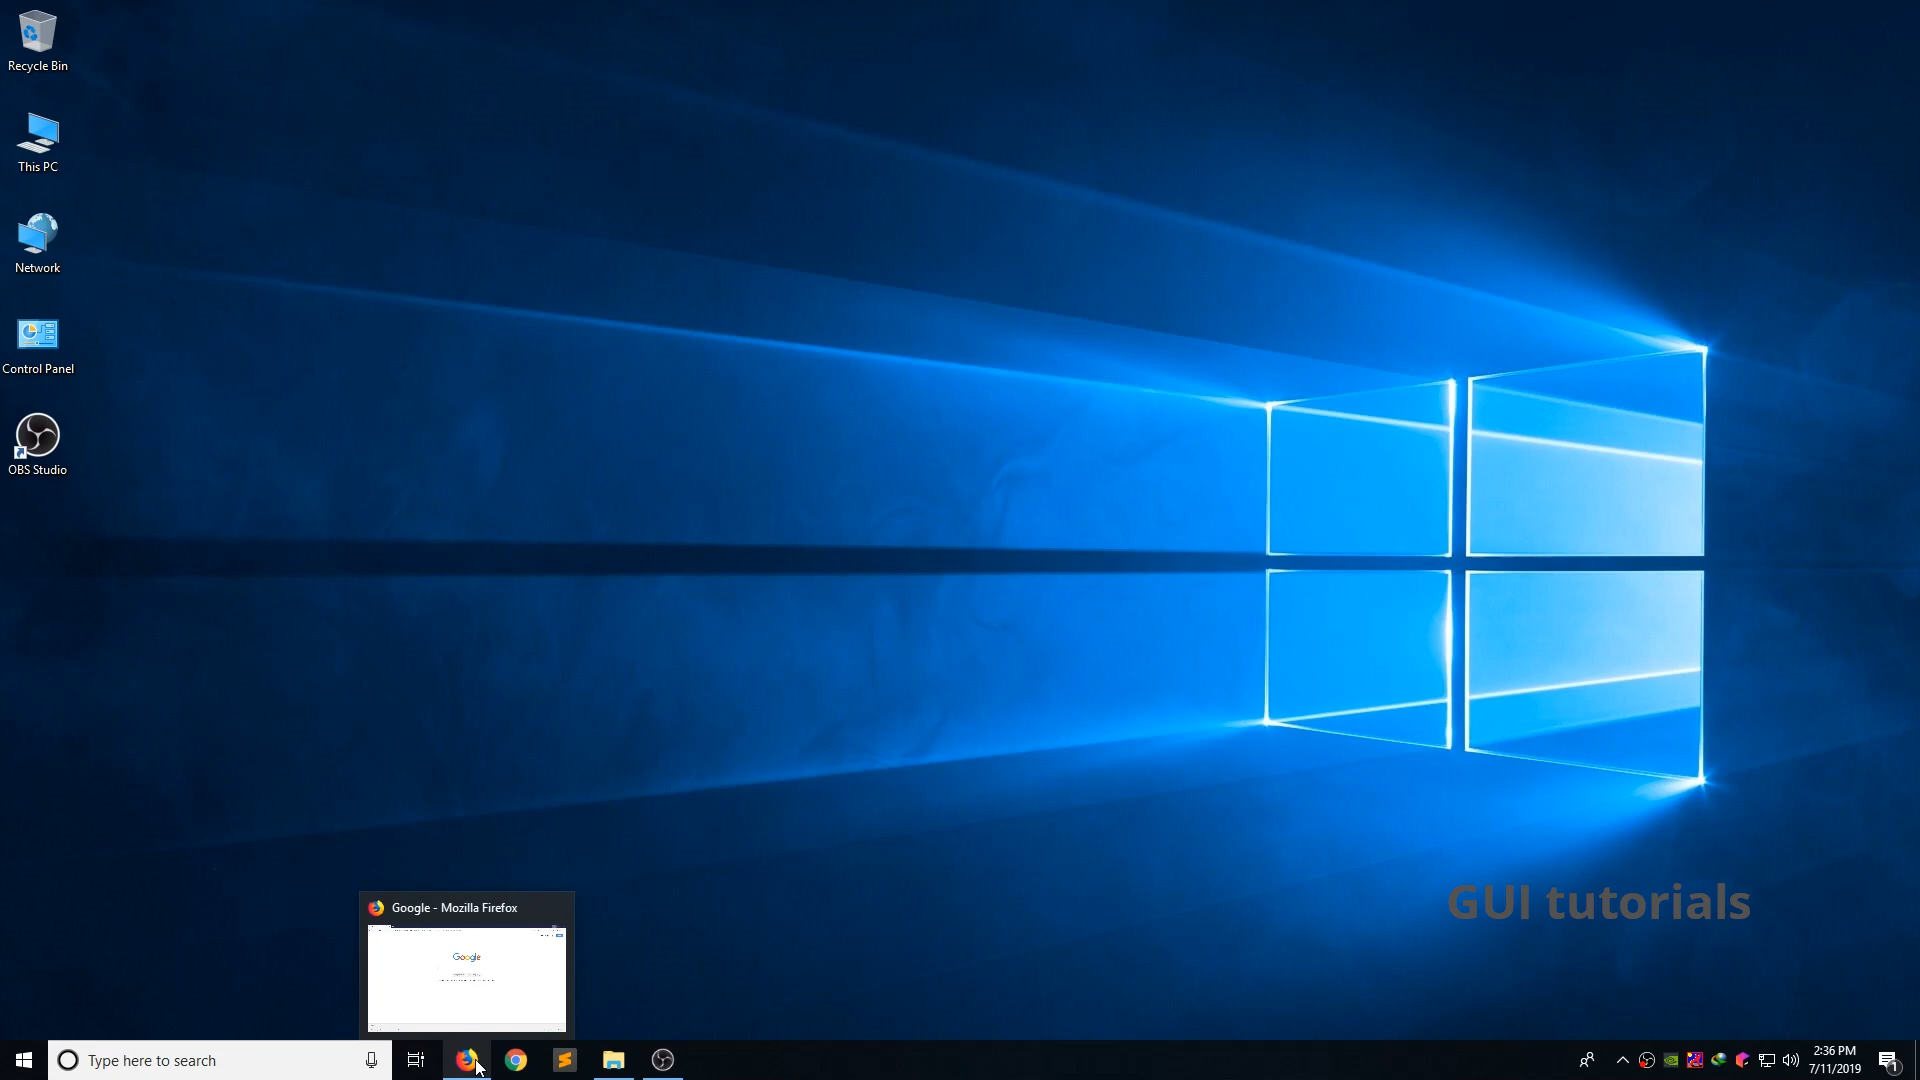 Recycle Bin
This PC
Network
Control Panel
OBS Studio
GUI tutorials
Google - Mozilla Firefox
Google
Type here to search
2:36 PM
7/11/2019
1